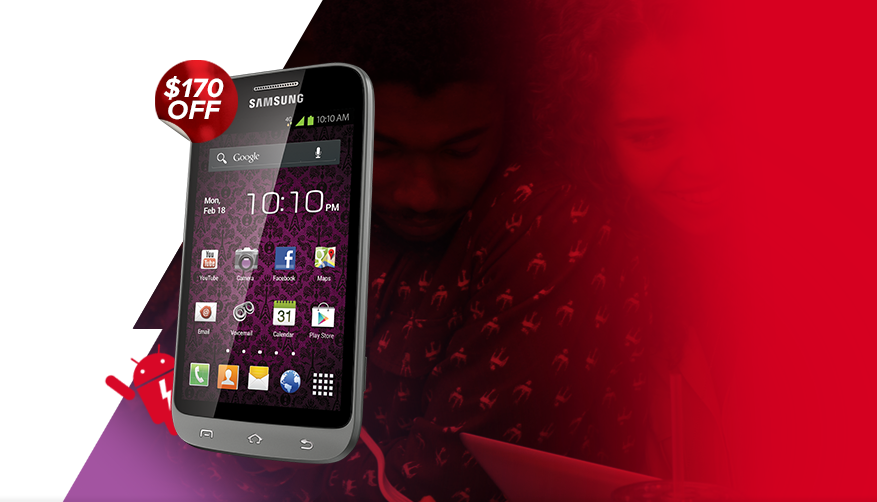 $170
OFF
SAMSUNG
4G 10:10 AM
Google
Mon,
Feb 18
10:10 PM
YouTube
Camera
Facebook
Maps
31
Email
Voicemail
Calendar
Play Store